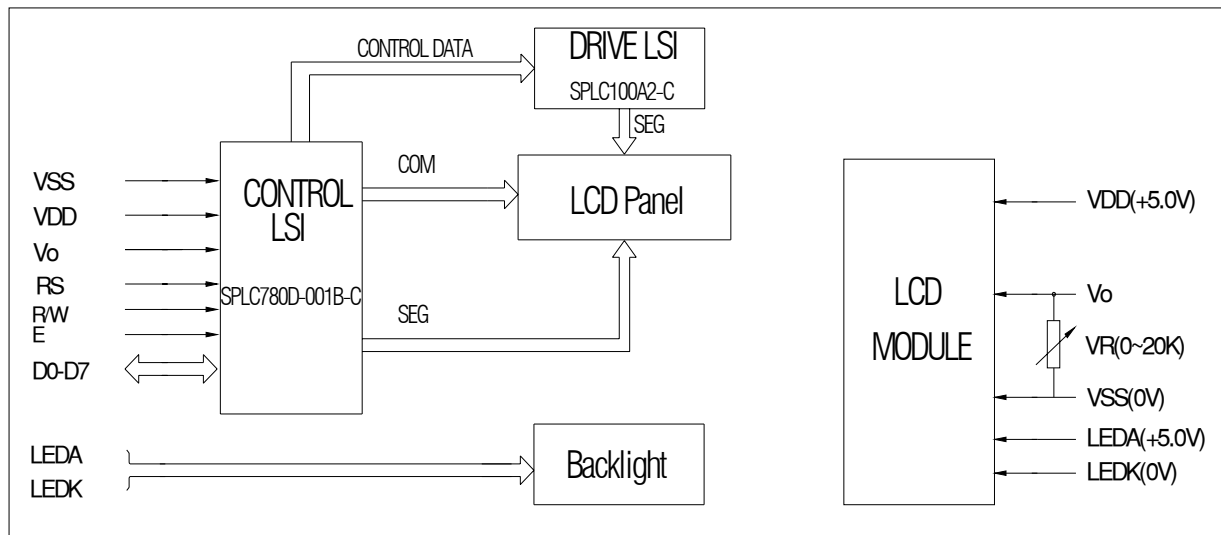 CONTROL DATA
DRIVE LSI
SPLC100A2-C
SEG
COM
LCD Panel
VSS
VDD
Vo
RS
R/W
E
D0-D7
CONTROL
LSI
SPLC780D-001B-C
SEG
LEDA
LEDK
Backlight
LCD
MODULE
VDD(+5.0V)
Vo
VR(0~20K)
VSS(0V)
LEDA(+5.0V)
LEDK(0V)